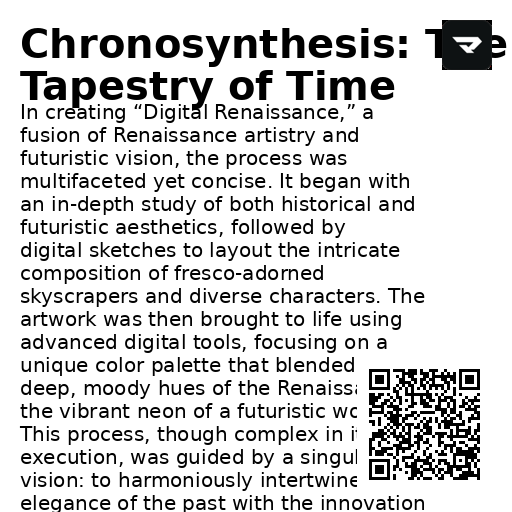 Chronosynthesis:
Tapestry of Time
In creating “Digital Renaissance,” a
fusion of Renaissance artistry and
futuristic vision, the process was
multifaceted yet concise. It began with
an in-depth study of both historical and
futuristic aesthetics, followed by
digital sketches to layout the intricate
composition of fresco-adorned
skyscrapers and diverse characters. The
artwork was then brought to life using
advanced digital tools, focusing on a
unique color palette that blended
deep, moody hues of the
the vibrant neon of a futuristic
This process, though complex in
execution, was guided by a
vision: to harmoniously intertwine
elegance of the past with the innovation